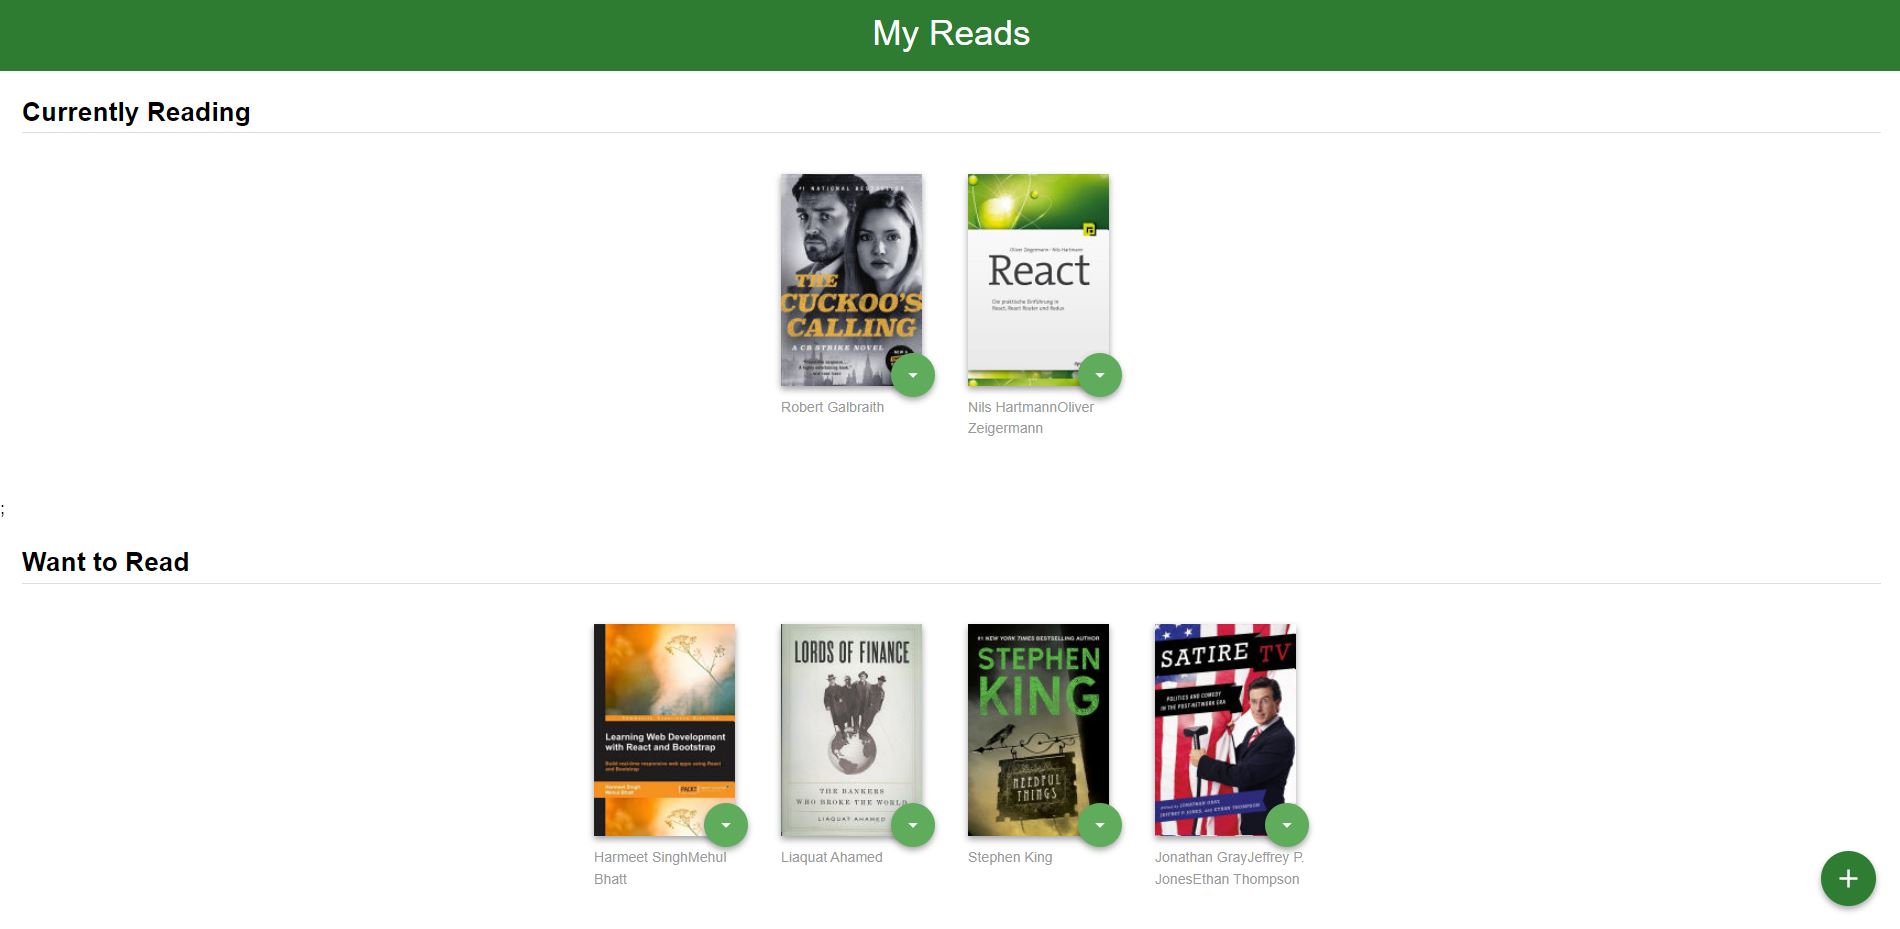 My Reads
Currently Reading
#1 NATIONAL BESTSELLER
THE
CUCKOO'S
CALLING
A CB STRIKE NOVEL
Robert Galbraith
Oliver Zeigermann · Nils Hartmann
React
Die praktische Einführung in
React, React Router und Redux
Nils HartmannOliver
Zeigermann
;
Want to Read
Learning Web Development
with React and Bootstrap
Build real-time responsive web apps using React
and Bootstrap
Harmeet Singh
Mehul Bhatt
PACKT
Harmeet SinghMehul
Bhatt
LORDS OF FINANCE
THE BANKERS
WHO BROKE THE WORLD
LIAQUAT AHAMED
Liaquat Ahamed
#1 NEW YORK TIMES BESTSELLING AUTHOR
STEPHEN
KING
NEEDFUL
THINGS
Stephen King
SATIRE TV
POLITICS AND COMEDY
IN THE POST-NETWORK ERA
Edited by JONATHAN GRAY,
JEFFREY P. JONES, and ETHAN THOMPSON
Jonathan GrayJeffrey P.
JonesEthan Thompson